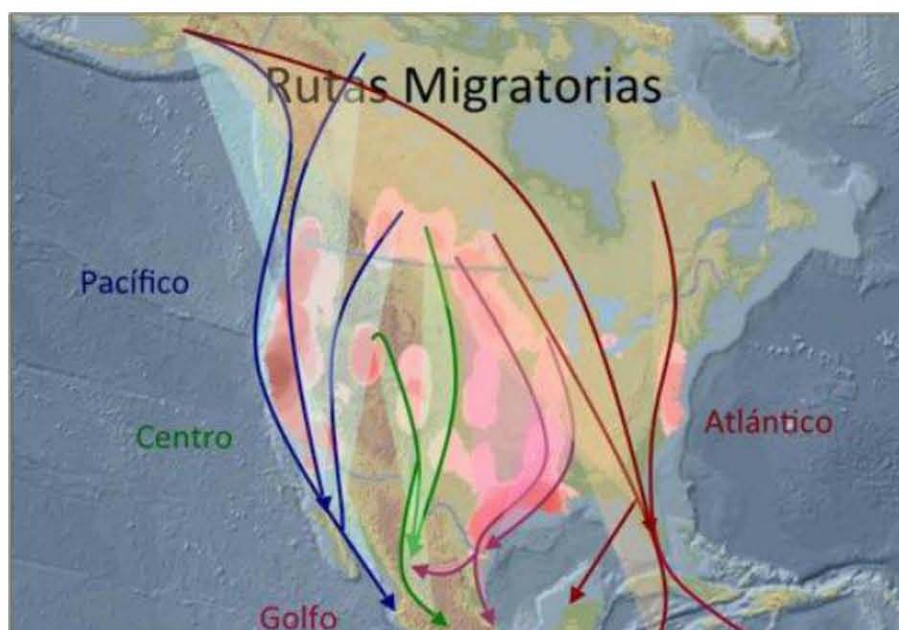 Rutas Migratorias
Pacífico
Centro
Atlántico
Golfo